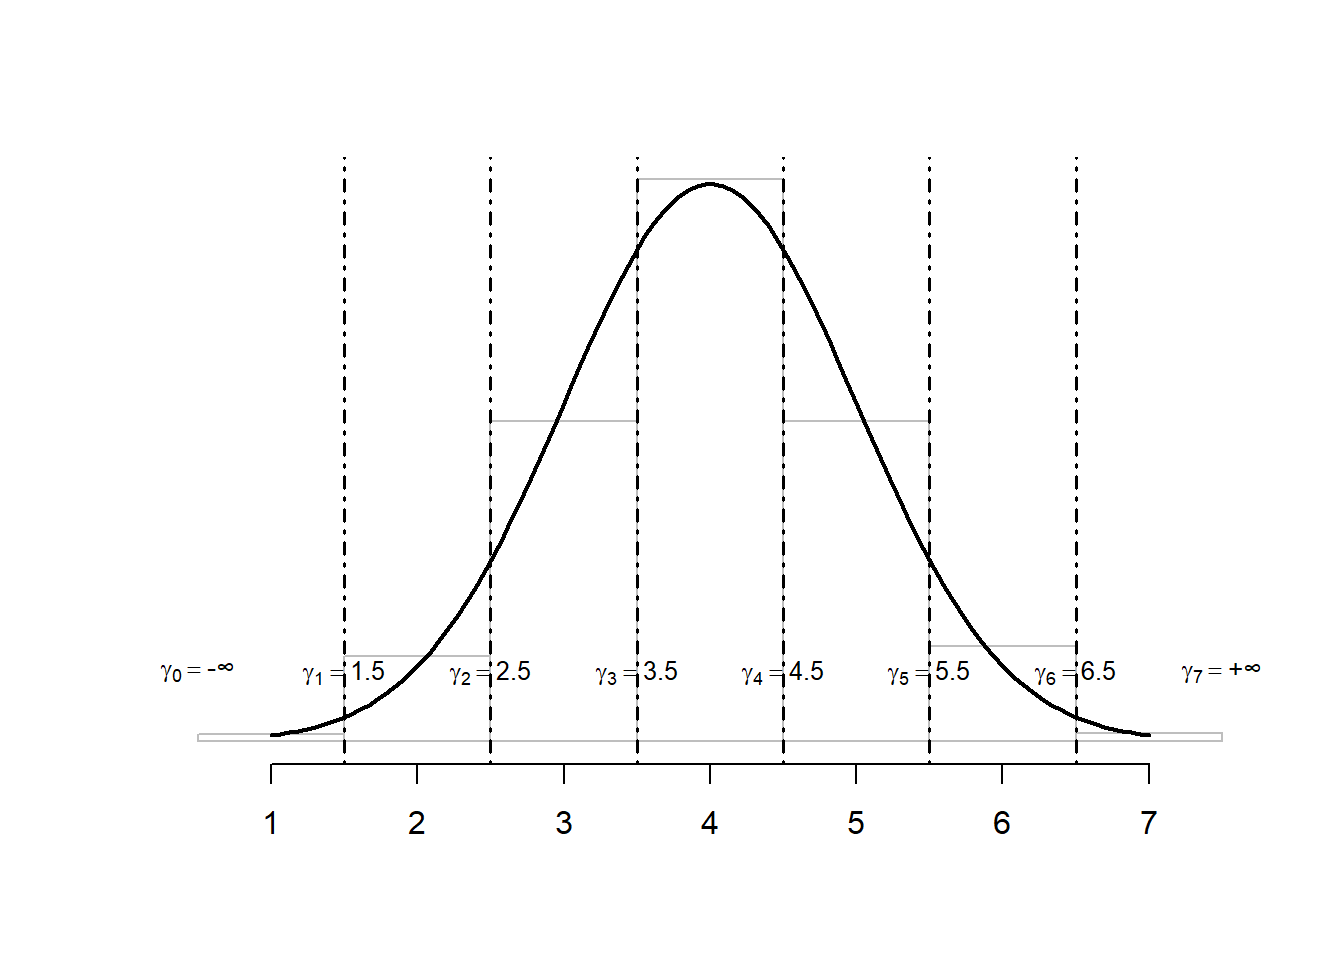 γ₀ = -∞ γ₁ = 1.5 γ₂ = 2.5 γ₃ = 3.5 γ₄ = 4.5 γ₅ = 5.5 γ₆ = 6.5 γ₇ = +∞
1 2 3 4 5 6 7